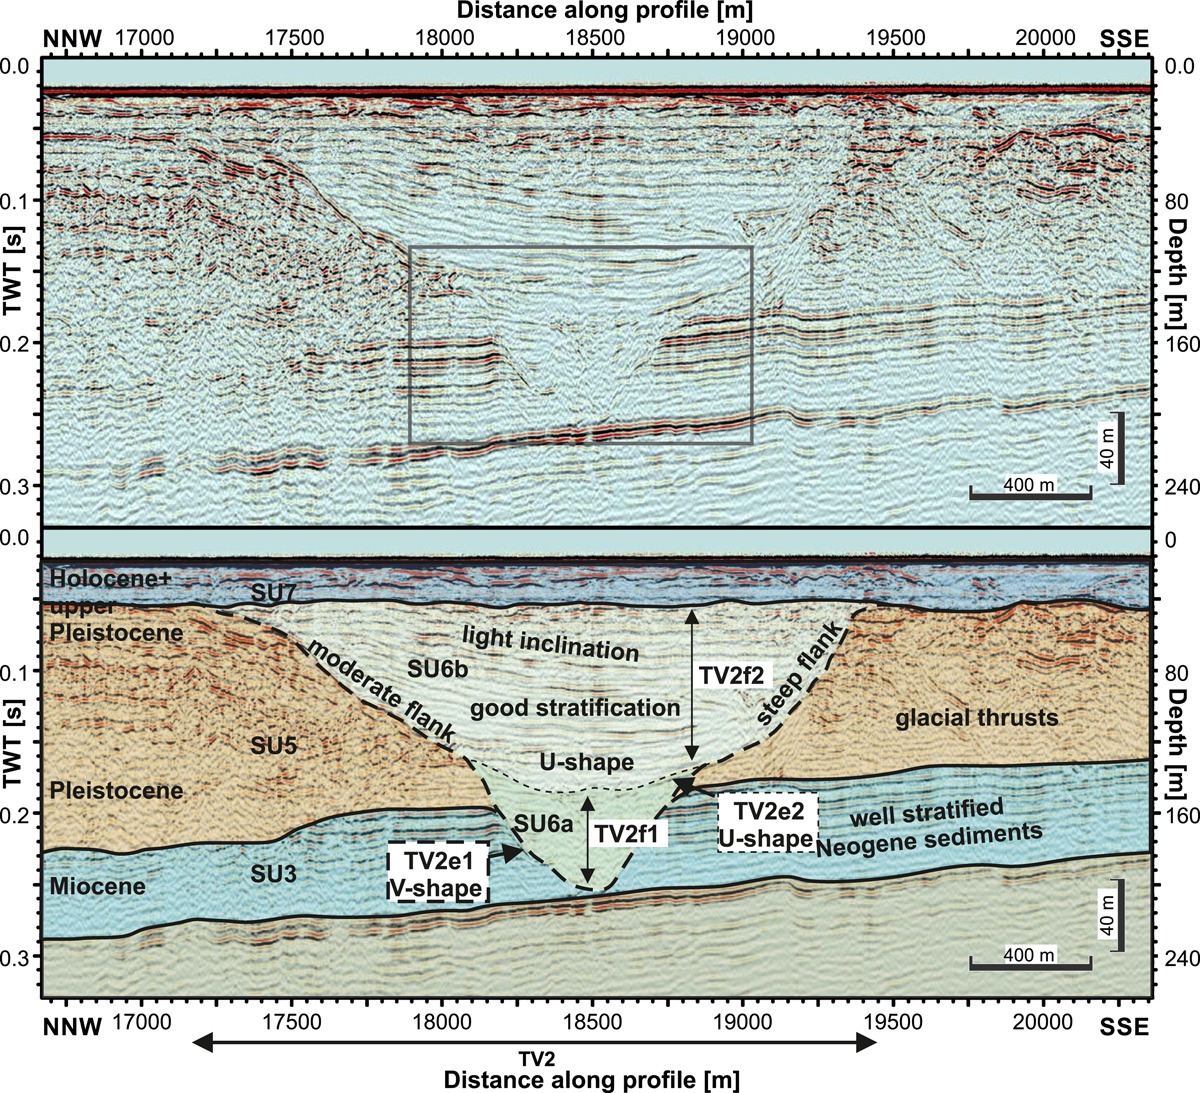 Distance along profile [m]
NNW 17000 17500 18000 18500 19000 19500 20000 SSE
0.0 0.0
0.1 80
TWT [s] Depth [m]
0.2 160
40 m
400 m
0.3 240
0.0 0
Holocene+
SU7
upper
Pleistocene
light inclination
moderate flank
SU6b
steep flank
TV2f2
0.1 80
TWT [s] Depth [m]
good stratification
glacial thrusts
SU5
U-shape
Pleistocene
0.2 160
SU6a
TV2f1
TV2e2
U-shape
well stratified
Neogene sediments
TV2e1
V-shape
Miocene
SU3
40 m
400 m
0.3 240
NNW 17000 17500 18000 18500 19000 19500 20000 SSE
TV2
Distance along profile [m]